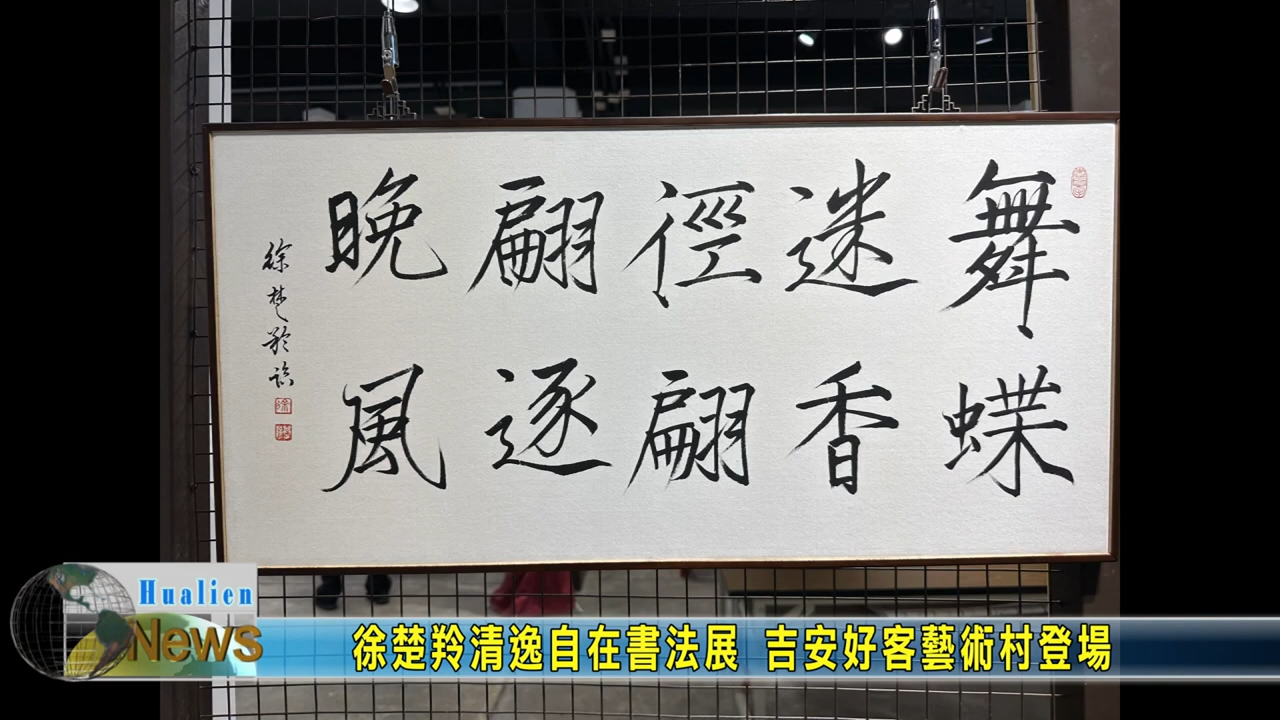 舞蝶
迷香
徑翩
翩逐
晚風
徐楚羚
Hualien
News
徐楚羚清逸自在書法展 吉安好客藝術村登場